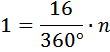 1 = 16/360° · n